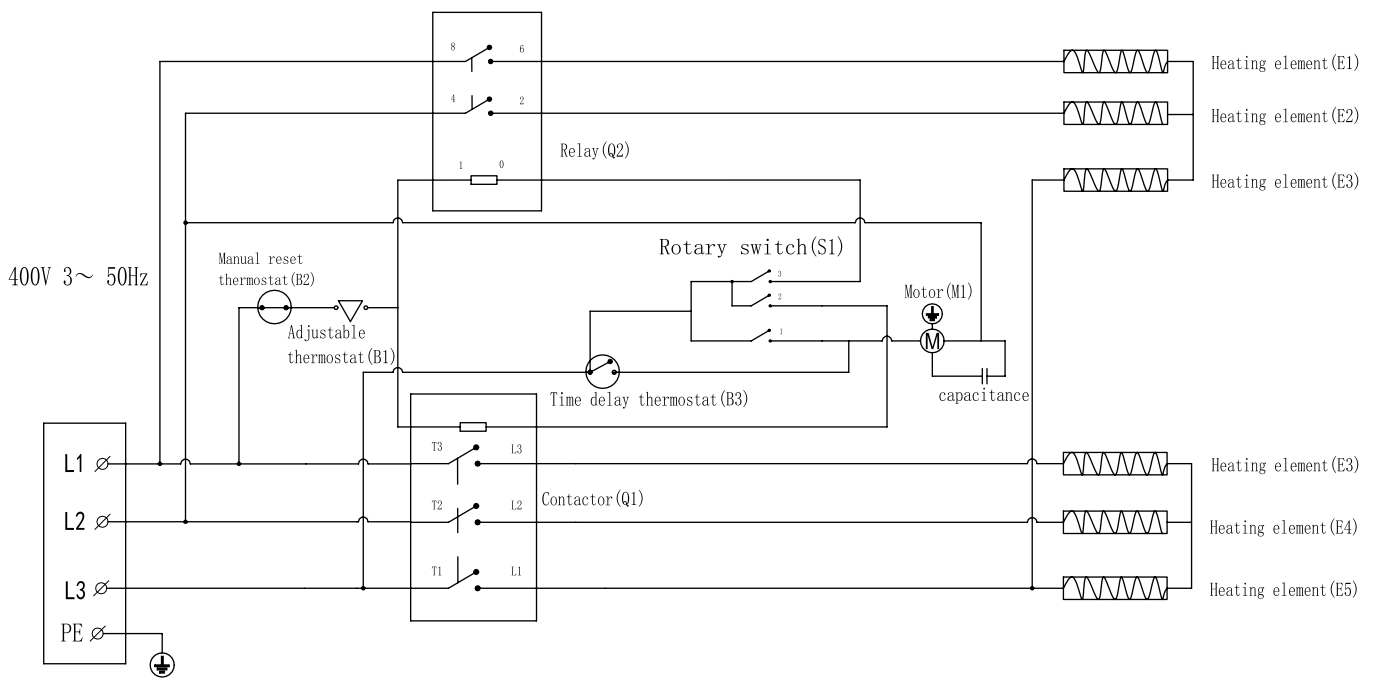 8 6
Heating element(E1)
4 2
Heating element(E2)
Relay(Q2)
1 0
Heating element(E3)
Rotary switch(S1)
Manual reset
thermostat(B2)
400V 3～ 50Hz
3
2
1
Motor(M1)
M
Adjustable
thermostat(B1)
Time delay thermostat(B3)
capacitance
L1
T3 L3
Heating element(E3)
Contactor(Q1)
L2
T2 L2
Heating element(E4)
L3
T1 L1
Heating element(E5)
PE